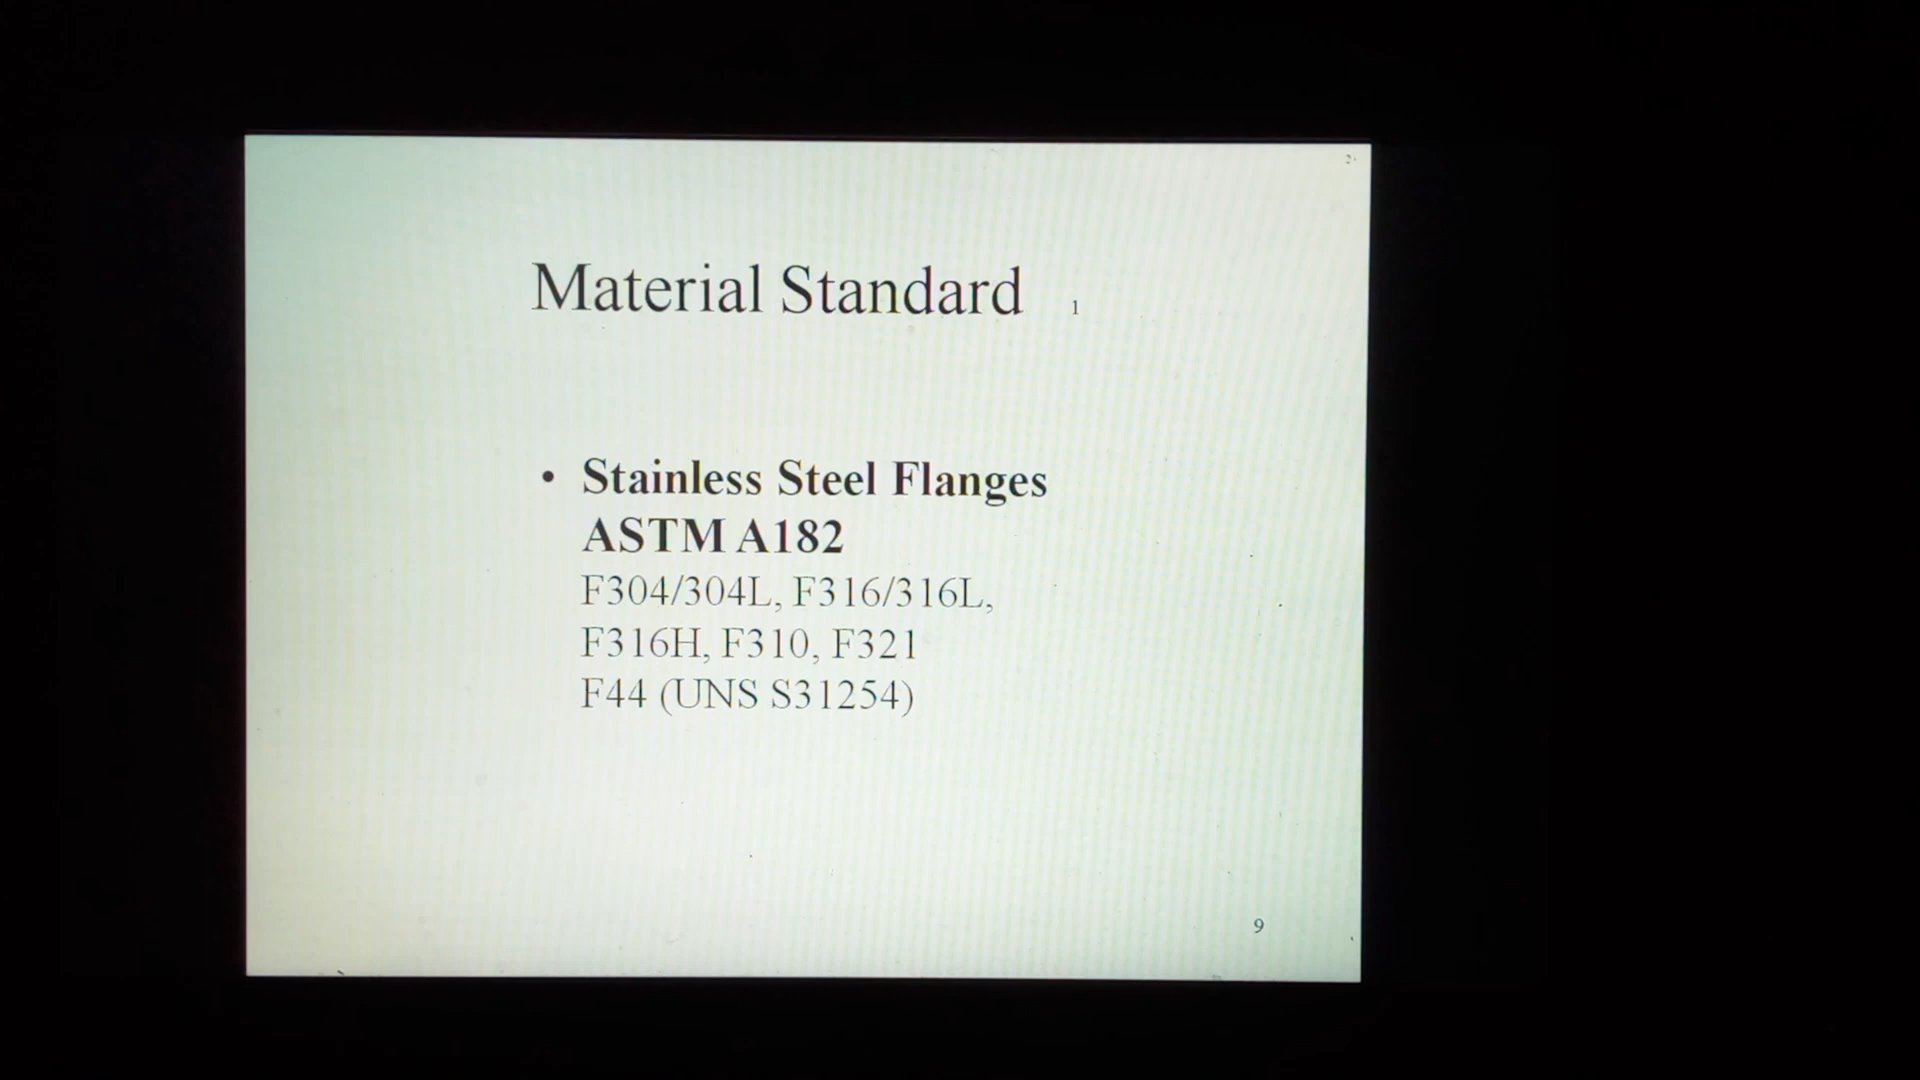 Material Standard 1
• Stainless Steel Flanges
ASTM A182
F304/304L, F316/316L,
F316H, F310, F321
F44 (UNS S31254)
9